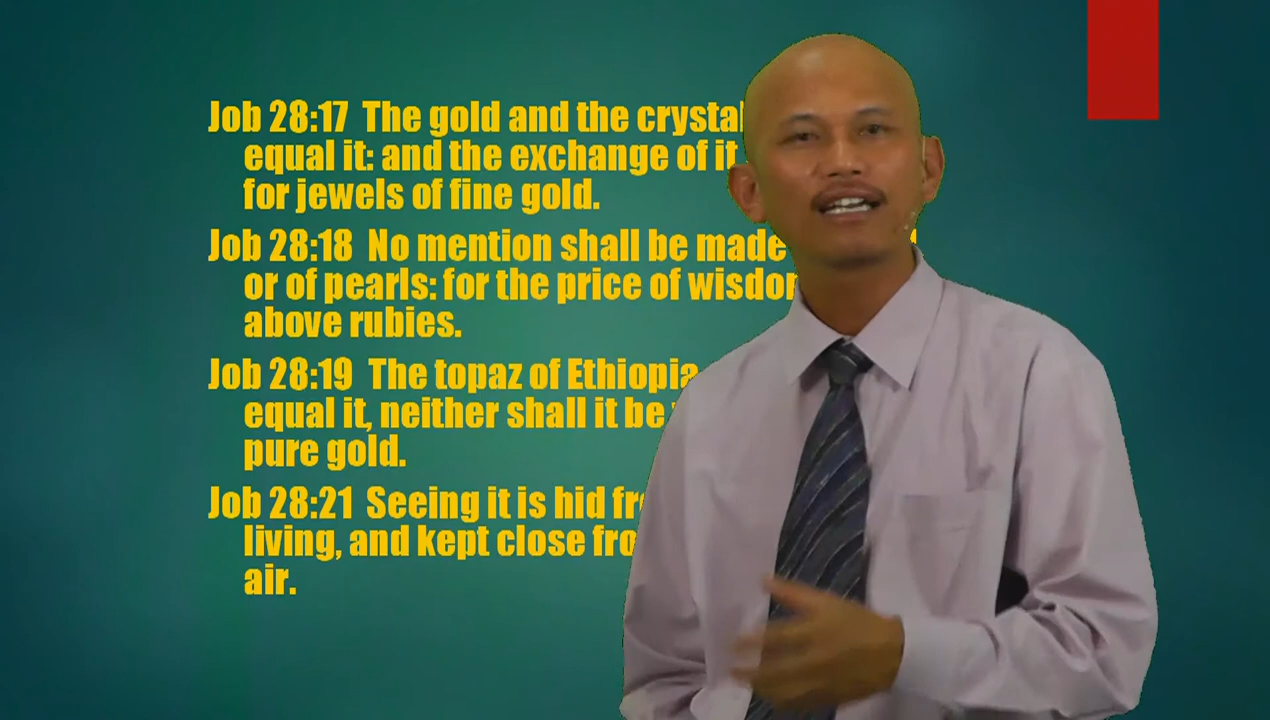 Job 28:17 The gold and the crystal
equal it: and the exchange of it
for jewels of fine gold.
Job 28:18 No mention shall be made
or of pearls: for the price of wisdom
above rubies.
Job 28:19 The topaz of Ethiopia
equal it, neither shall it be
pure gold.
Job 28:21 Seeing it is hid
living, and kept close
air.